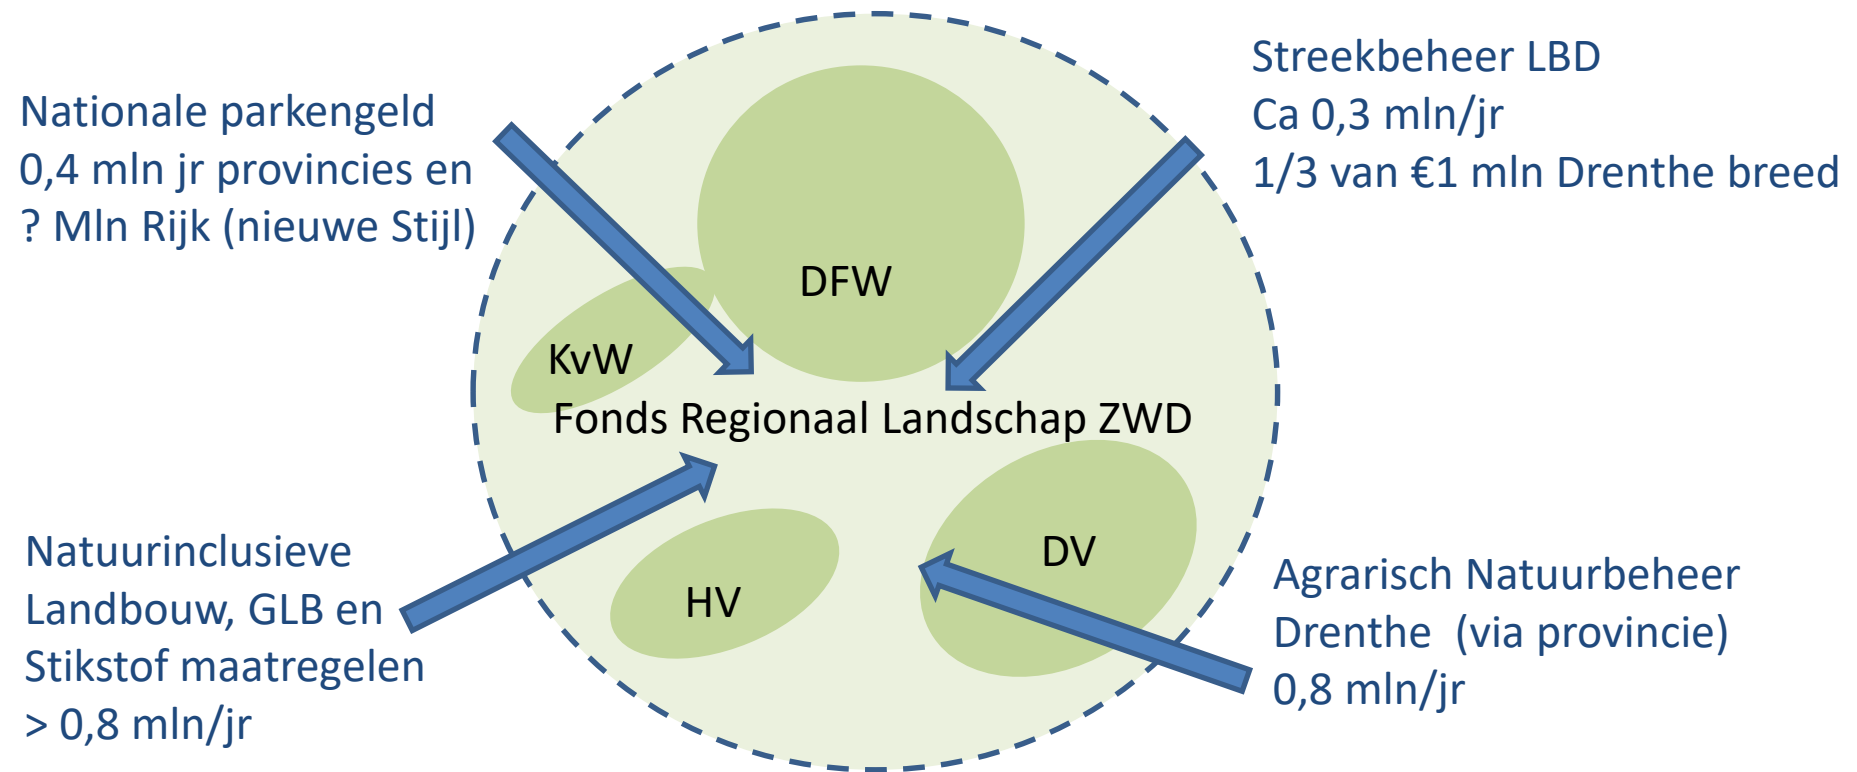 Nationale parkengeld
0,4 mln jr provincies en
? Mln Rijk (nieuwe Stijl)
Streekbeheer LBD
Ca 0,3 mln/jr
1/3 van €1 mln Drenthe breed
DFW
KvW
Fonds Regionaal Landschap ZWD
Natuurinclusieve
Landbouw, GLB en
Stikstof maatregelen
> 0,8 mln/jr
HV
DV
Agrarisch Natuurbeheer
Drenthe (via provincie)
0,8 mln/jr